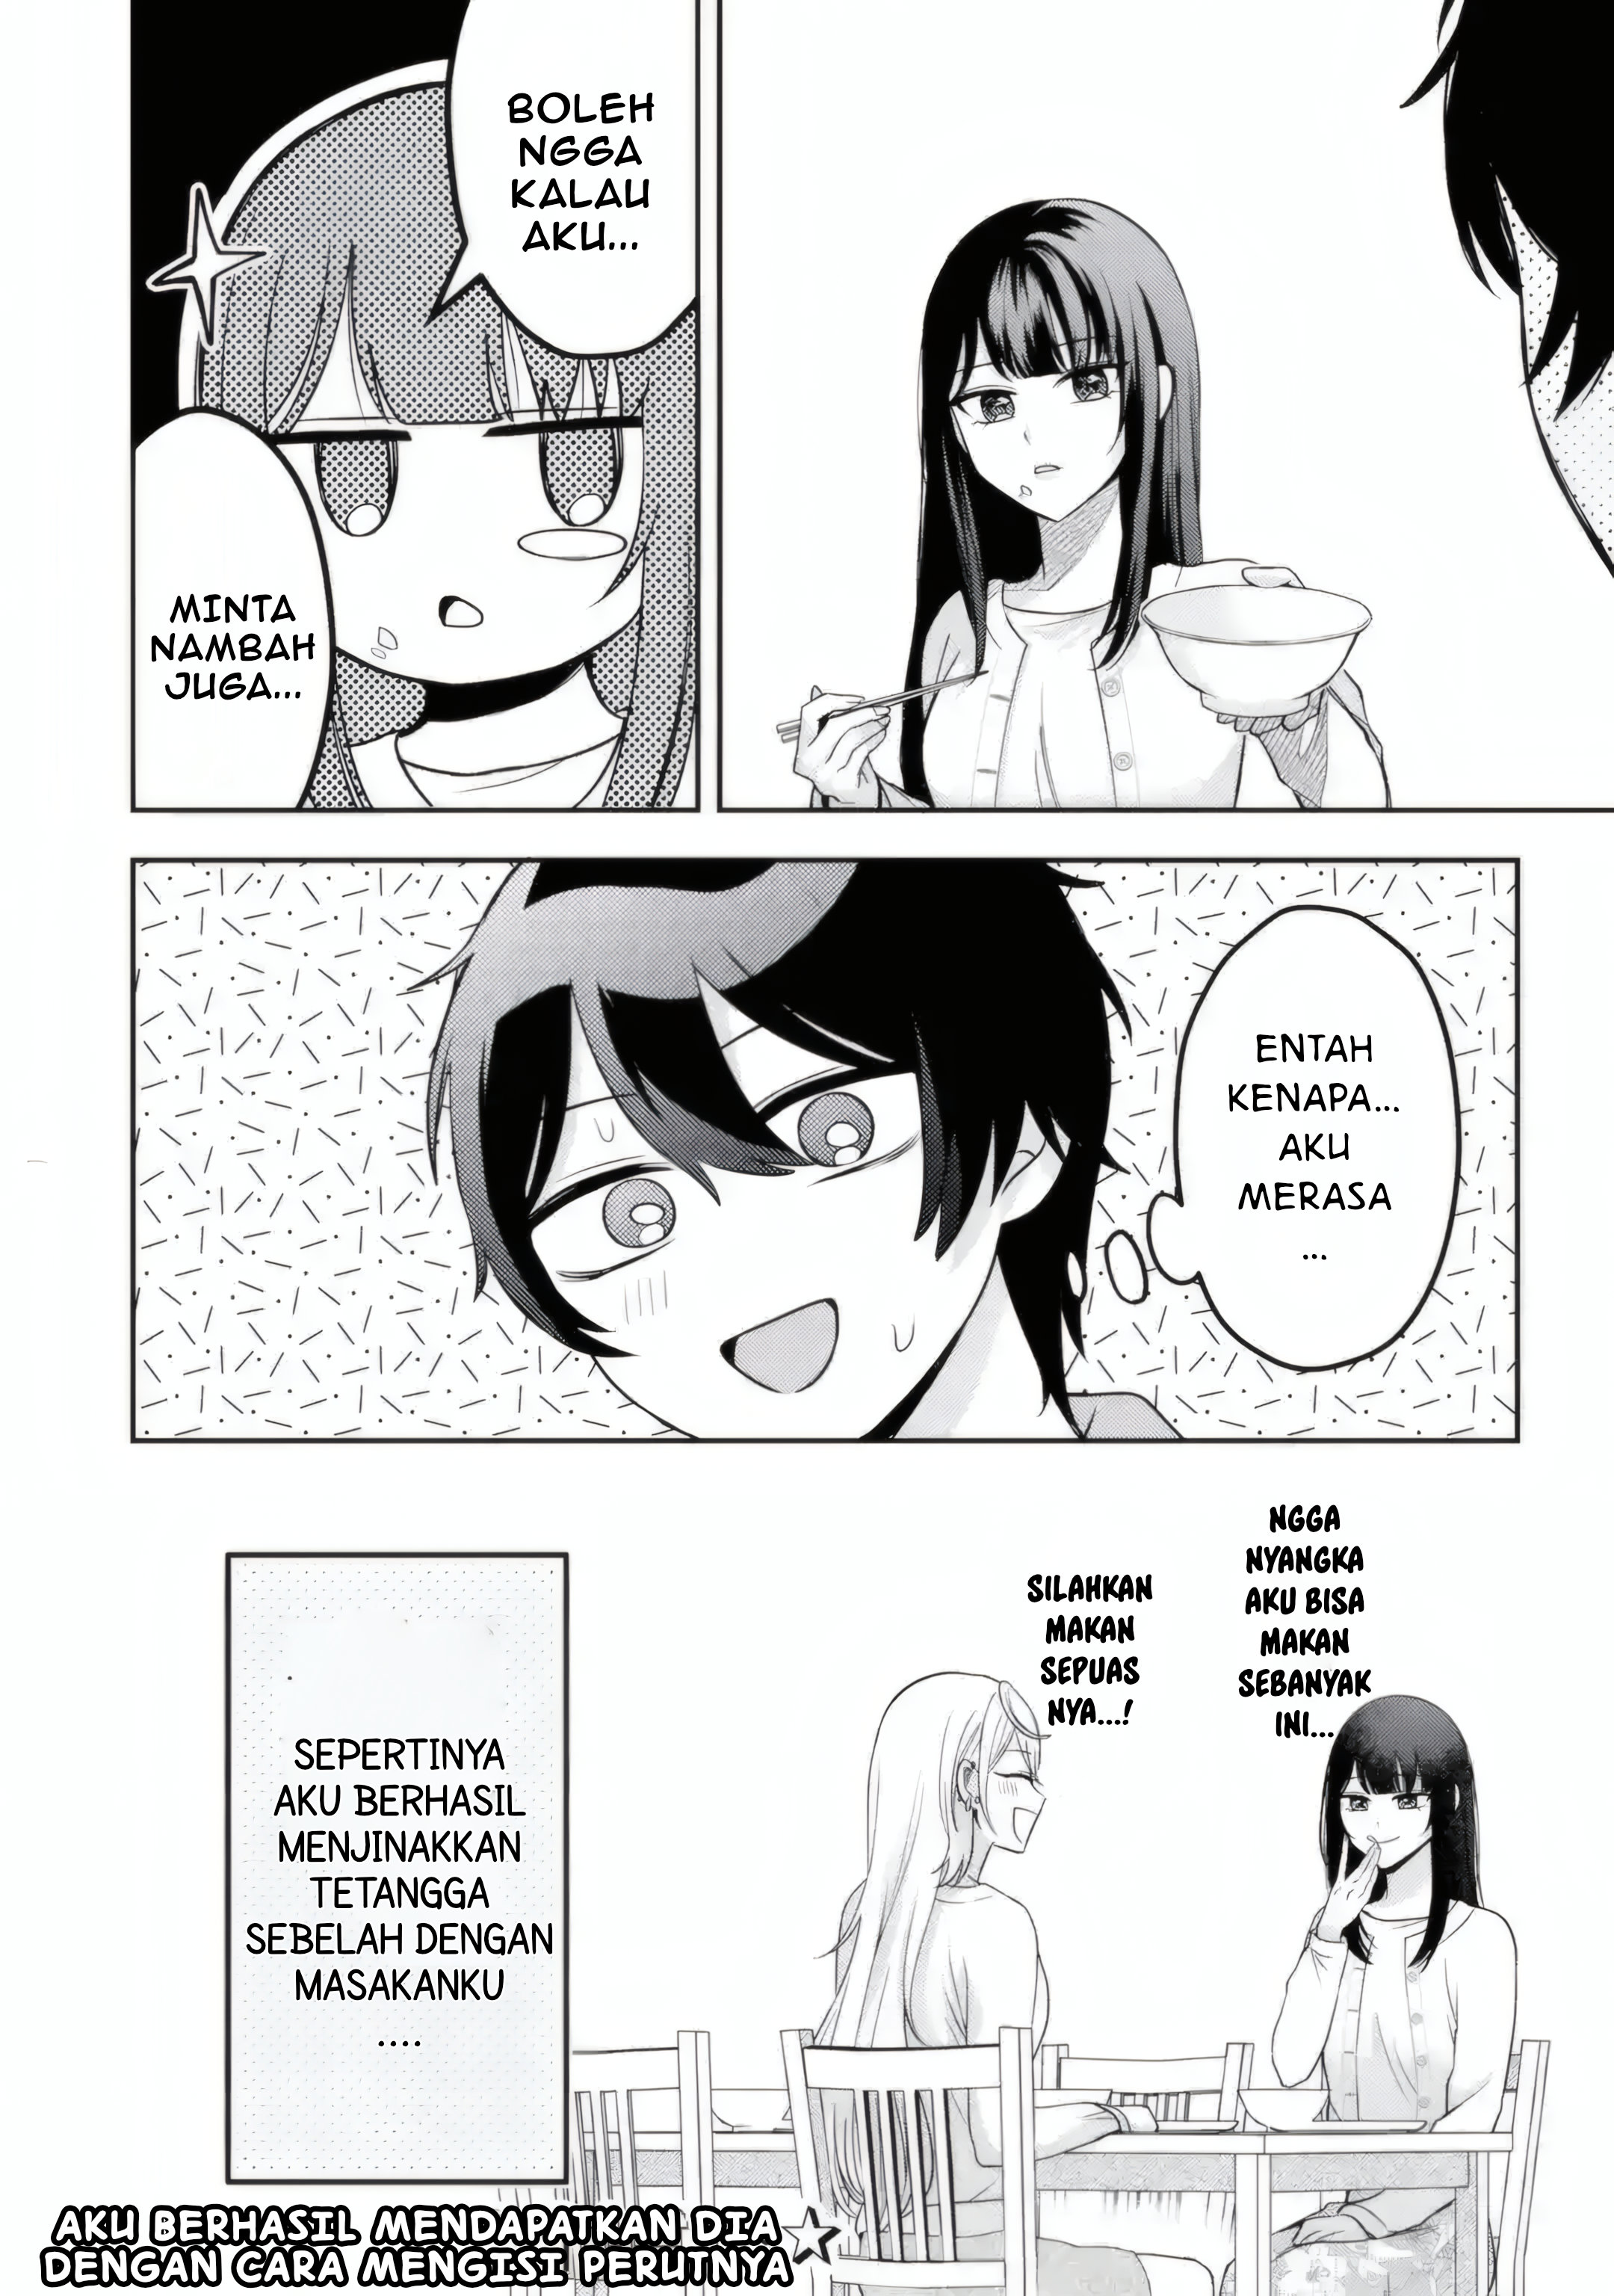 BOLEH
NGGA
KALAU
AKU...
MINTA
NAMBAH
JUGA...
ENTAH
KENAPA...
AKU
MERASA
...
NGGA
NYANGKA
AKU BISA
MAKAN
SEBANYAK
INI...
SILAHKAN
MAKAN
SEPUAS
NYA...!
SEPERTINYA
AKU BERHASIL
MENJINAKKAN
TETANGGA
SEBELAH DENGAN
MASAKANKU
....
AKU BERHASIL MENDAPATKAN DIA
DENGAN CARA MENGISI PERUTNYA